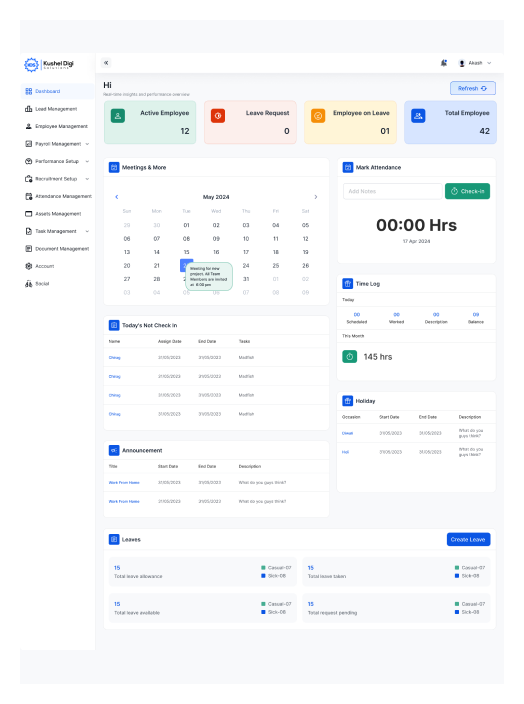 KDS Kushel Digi
Solutions
Akash
Dashboard
Lead Management
Employee Management
Payroll Management
Performance Setup
Recruitment Setup
Attendance Management
Assets Management
Task Management
Document Management
Account
Social
Hi
Real-time insights and performance overview
Refresh
Active Employee
12
Leave Request
0
Employee on Leave
01
Total Employee
42
Meetings & More
May 2024
Sun Mon Tue Wed Thu Fri Sat
29 30 01 02 03 04 05
06 07 08 09 10 11 12
13 14 15 16 17 18 19
20 21 24 25 26
27 28 31 01 02
03 04 05 06 07 08 09
Meeting for new
project. All Team
Members are invited
at 9:00 pm
Mark Attendance
Add Notes
Check-in
00:00 Hrs
17 Apr 2024
Time Log
Today
00 00 00 09
Scheduled Worked Description Balance
This Month
145 hrs
Today's Not Check In
Name Assign Date End Date Tasks
31/05/2023 31/05/2023
31/05/2023 31/05/2023
31/05/2023 31/05/2023
31/05/2023 31/05/2023
Holiday
Occasion Start Date End Date Description
Diwali 31/05/2023 31/05/2023 What do you
guys think?
Holi 31/05/2023 31/05/2023 What do you
guys think?
Announcement
Title Start Date End Date Description
Work From Home 31/05/2023 31/05/2023 What do you guys think?
Work From Home 31/05/2023 31/05/2023 What do you guys think?
Leaves
Create Leave
15
Total leave allowance
Casual-07
Sick-08
15
Total leave taken
Casual-07
Sick-08
15
Total leave available
Casual-07
Sick-08
15
Total request pending
Casual-07
Sick-08